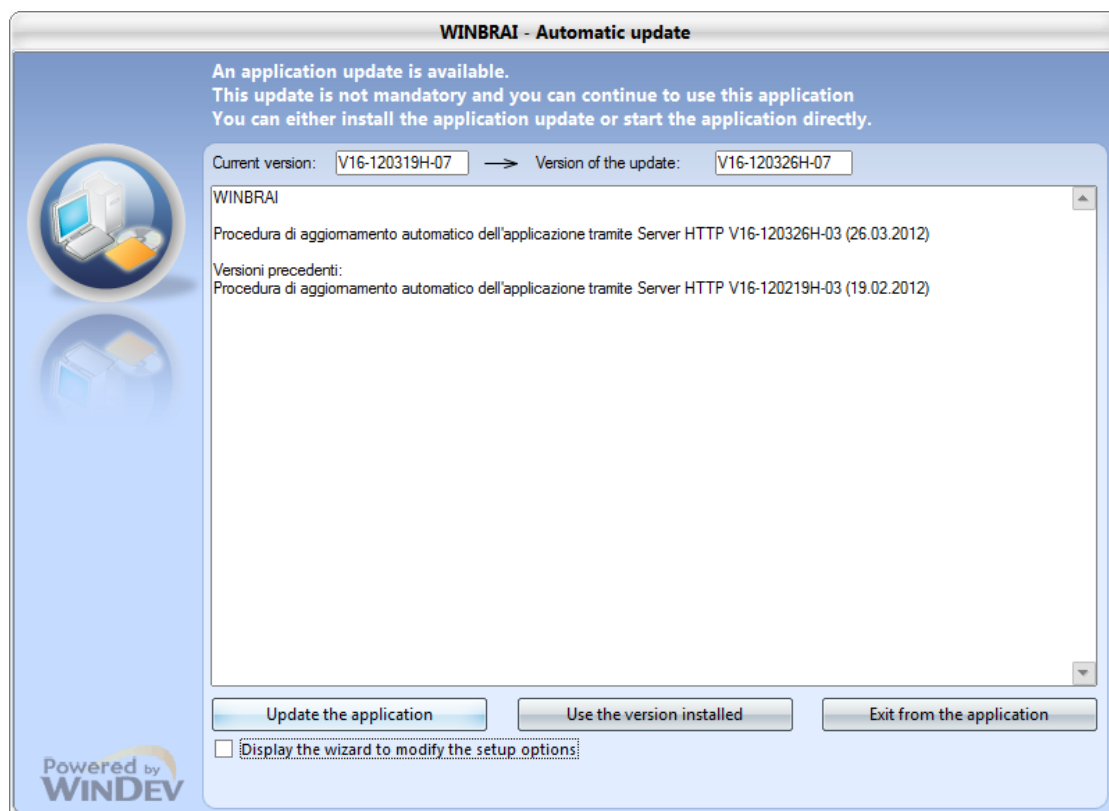 WINBRAI - Automatic update
An application update is available.
This update is not mandatory and you can continue to use this application
You can either install the application update or start the application directly.
Current version: V16-120319H-07 Version of the update: V16-120326H-07
WINBRAI
Procedura di aggiornamento automatico dell'applicazione tramite Server HTTP V16-120326H-03 (26.03.2012)
Versioni precedenti:
Procedura di aggiornamento automatico dell'applicazione tramite Server HTTP V16-120219H-03 (19.02.2012)
Update the application Use the version installed Exit from the application
Display the wizard to modify the setup options
Powered by
WINDEV